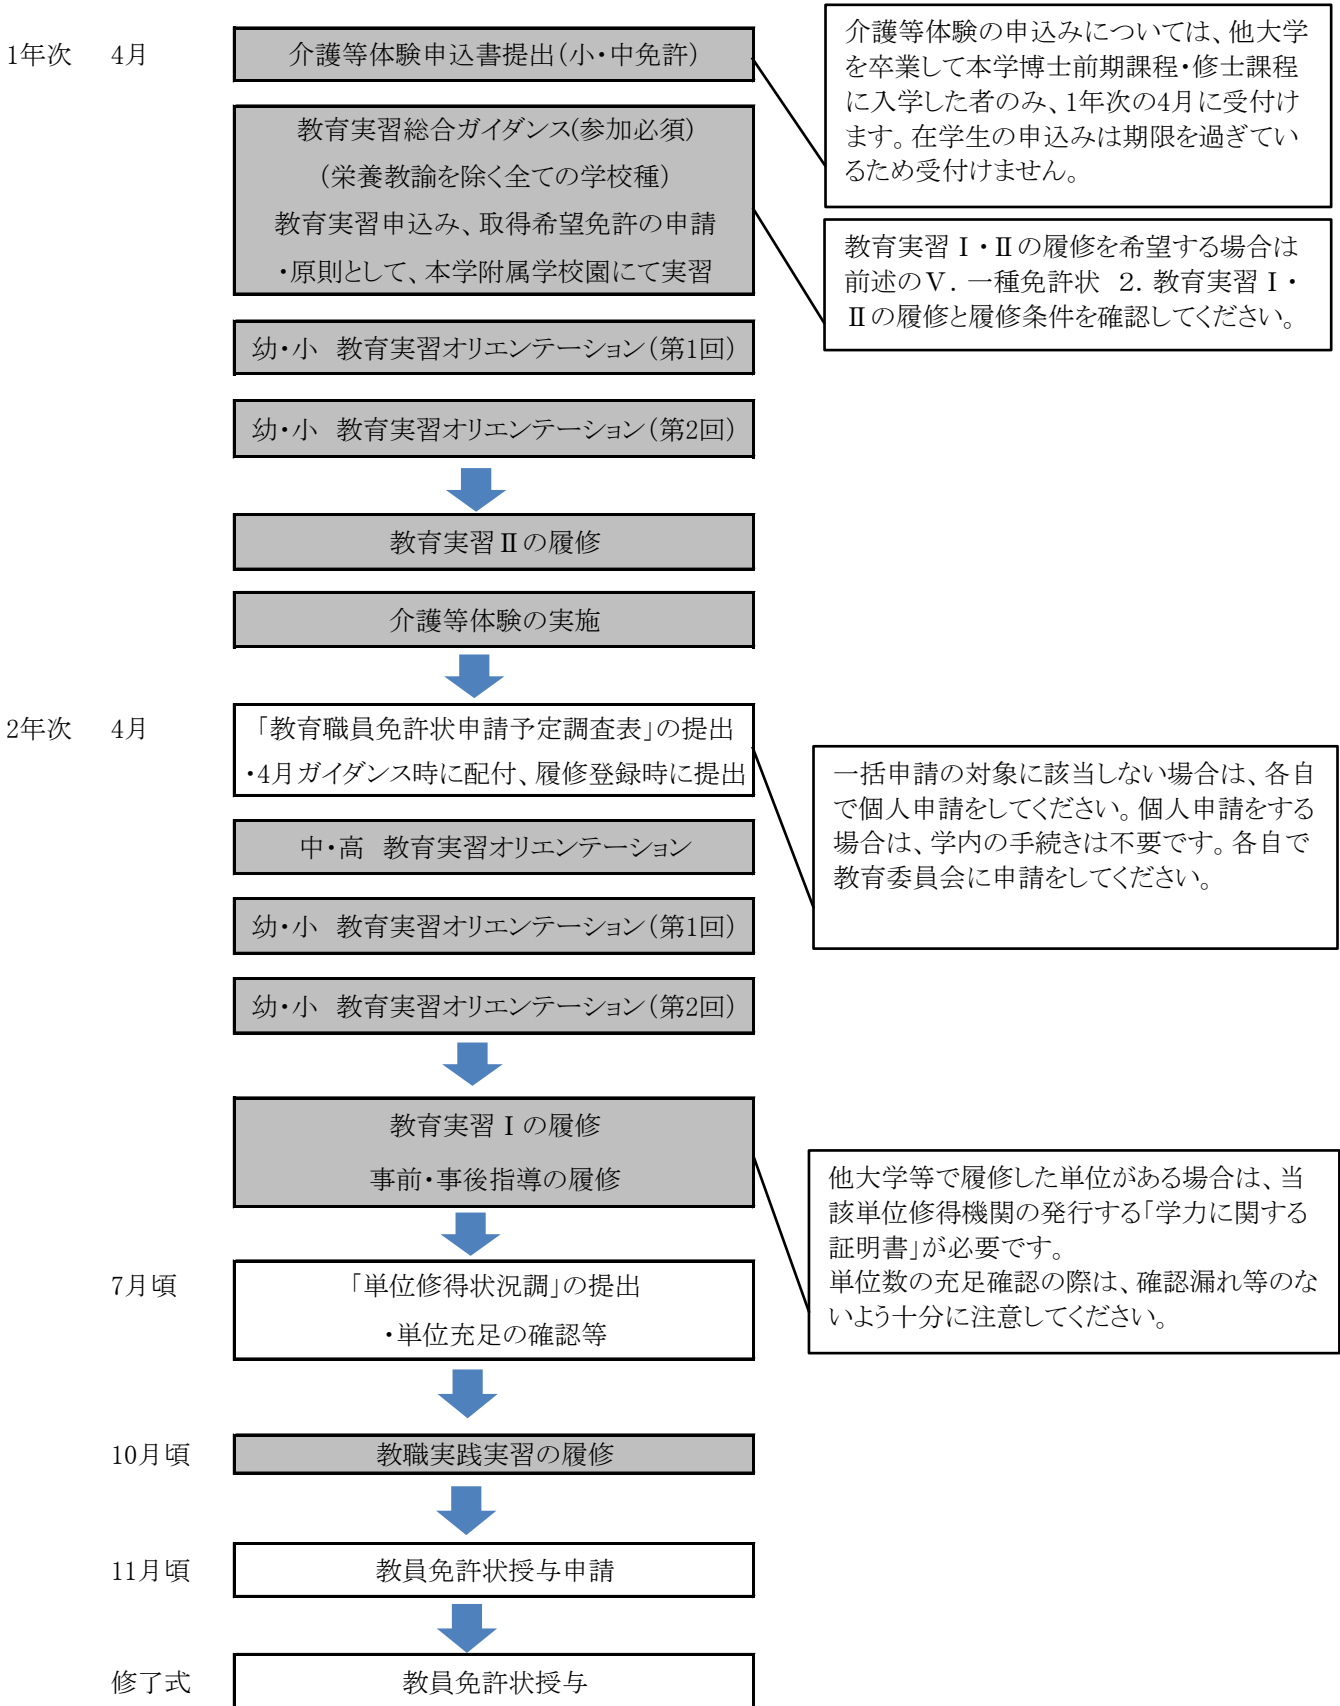 1年次 4月
介護等体験申込書提出(小・中免許)
介護等体験の申込みについては、他大学
を卒業して本学博士前期課程・修士課程
に入学した者のみ、1年次の4月に受付け
ます。在学生の申込みは期限を過ぎてい
るため受付けません。
教育実習総合ガイダンス(参加必須)
(栄養教諭を除く全ての学校種)
教育実習申込み、取得希望免許の申請
・原則として、本学附属学校園にて実習
教育実習Ⅰ・Ⅱの履修を希望する場合は
前述のⅤ．一種免許状 2．教育実習Ⅰ・
Ⅱの履修と履修条件を確認してください。
幼・小 教育実習オリエンテーション(第1回)
幼・小 教育実習オリエンテーション(第2回)
教育実習Ⅱの履修
介護等体験の実施
2年次 4月
「教育職員免許状申請予定調査表」の提出
・4月ガイダンス時に配付、履修登録時に提出
一括申請の対象に該当しない場合は、各自
で個人申請をしてください。個人申請をする
場合は、学内の手続きは不要です。各自で
教育委員会に申請をしてください。
中・高 教育実習オリエンテーション
幼・小 教育実習オリエンテーション(第1回)
幼・小 教育実習オリエンテーション(第2回)
教育実習Ⅰの履修
事前・事後指導の履修
他大学等で履修した単位がある場合は、当
該単位修得機関の発行する「学力に関する
証明書」が必要です。
単位数の充足確認の際は、確認漏れ等のな
いよう十分に注意してください。
7月頃
「単位修得状況調」の提出
・単位充足の確認等
10月頃
教職実践実習の履修
11月頃
教員免許状授与申請
修了式
教員免許状授与